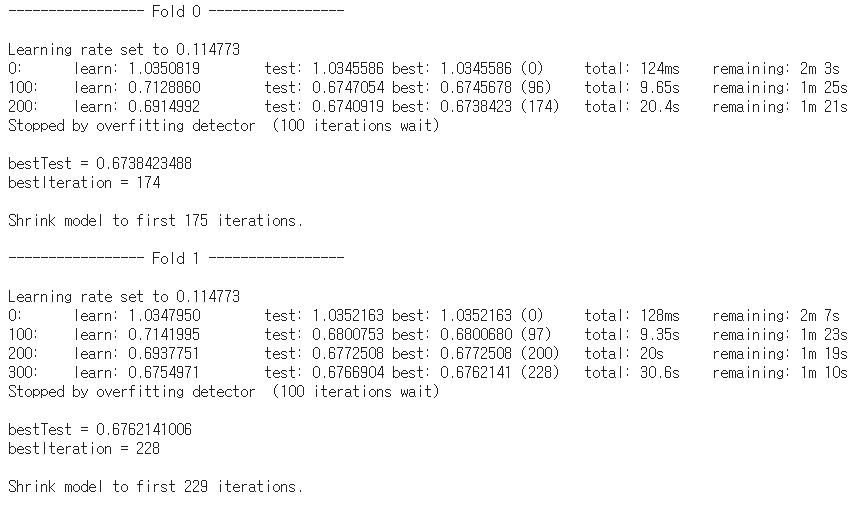 ----------------- Fold 0 -----------------
Learning rate set to 0.114773
0: learn: 1.0350819 test: 1.0345586 best: 1.0345586 (0) total: 124ms remaining: 2m 3s
100: learn: 0.7128860 test: 0.6747054 best: 0.6745678 (96) total: 9.65s remaining: 1m 25s
200: learn: 0.6914992 test: 0.6740919 best: 0.6738423 (174) total: 20.4s remaining: 1m 21s
Stopped by overfitting detector (100 iterations wait)
bestTest = 0.6738423488
bestIteration = 174
Shrink model to first 175 iterations.
----------------- Fold 1 -----------------
Learning rate set to 0.114773
0: learn: 1.0347950 test: 1.0352163 best: 1.0352163 (0) total: 128ms remaining: 2m 7s
100: learn: 0.7141995 test: 0.6800753 best: 0.6800680 (97) total: 9.35s remaining: 1m 23s
200: learn: 0.6937751 test: 0.6772508 best: 0.6772508 (200) total: 20s remaining: 1m 19s
300: learn: 0.6754971 test: 0.6766904 best: 0.6762141 (228) total: 30.6s remaining: 1m 10s
Stopped by overfitting detector (100 iterations wait)
bestTest = 0.6762141006
bestIteration = 228
Shrink model to first 229 iterations.